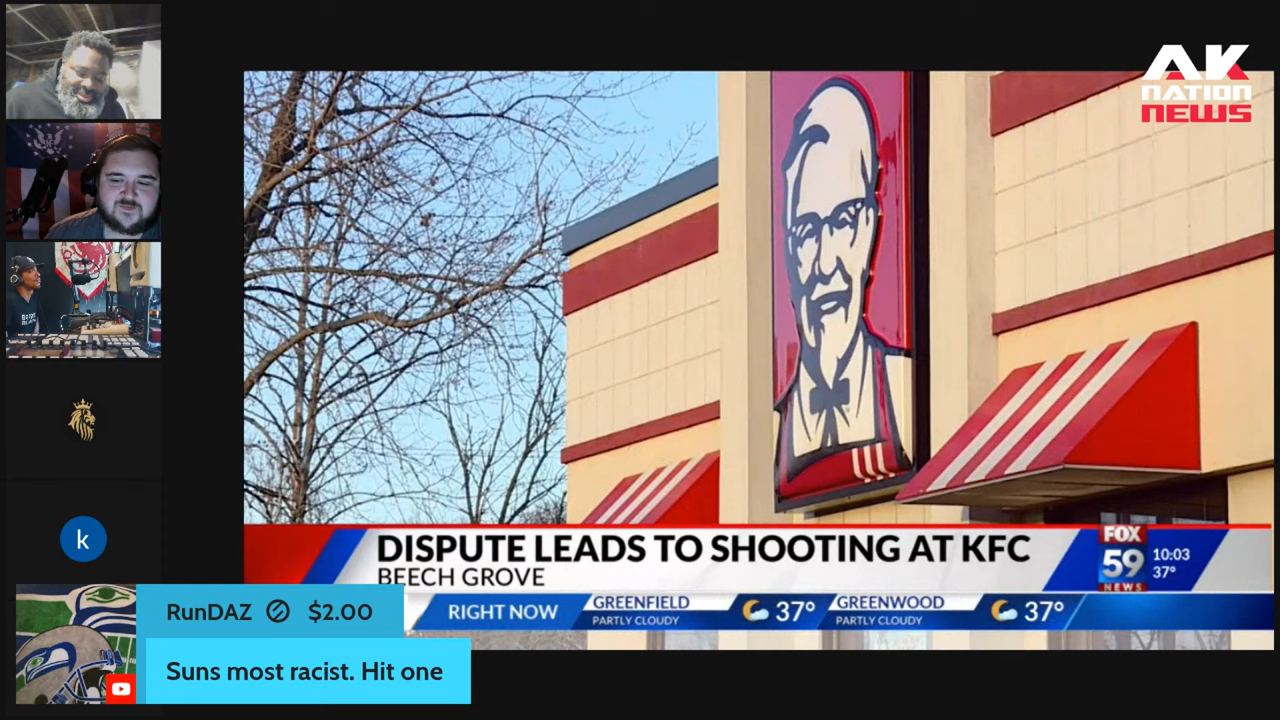 AK
NATION
NEWS
DISPUTE LEADS TO SHOOTING AT KFC
BEECH GROVE
FOX
59
NEWS
10:03
37°
RIGHT NOW
GREENFIELD
PARTLY CLOUDY
37°
GREENWOOD
PARTLY CLOUDY
37°
k
RunDAZ $2.00
Suns most racist. Hit one